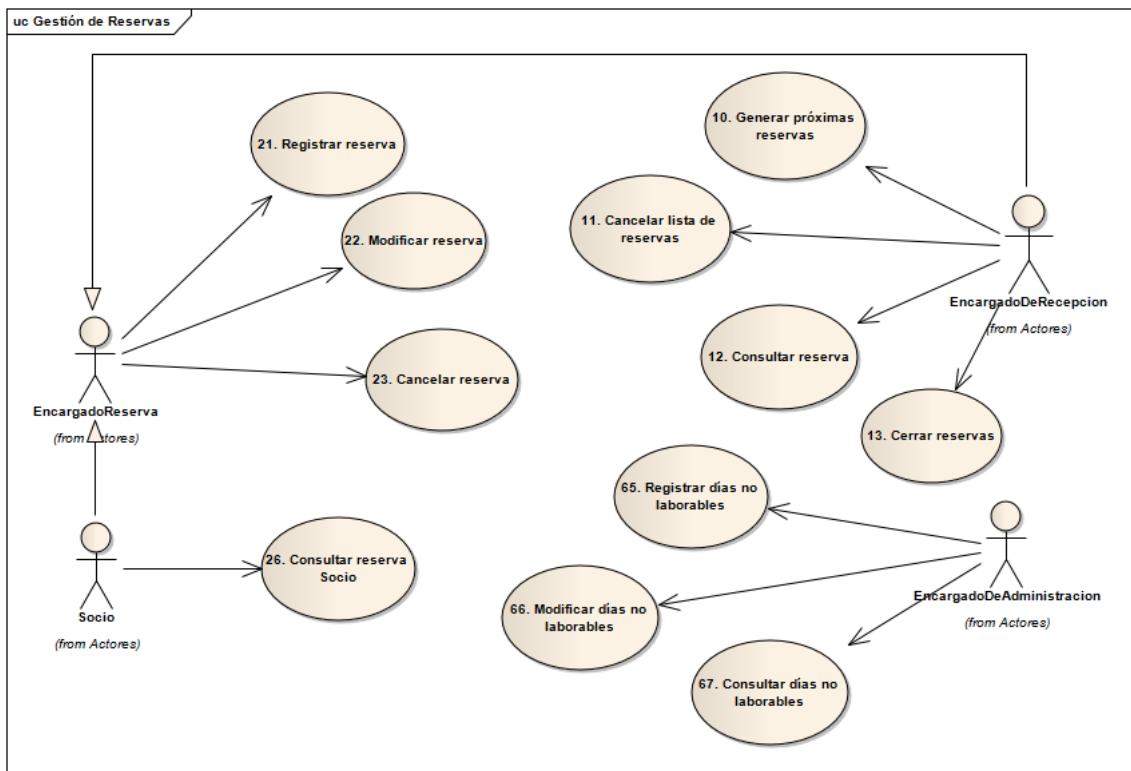 uc Gestión de Reservas
21. Registrar reserva
10. Generar próximas
reservas
22. Modificar reserva
11. Cancelar lista de
reservas
EncargadoDeRecepcion
(from Actores)
12. Consultar reserva
23. Cancelar reserva
EncargadoReserva
(from Actores)
13. Cerrar reservas
65. Registrar días no
laborables
26. Consultar reserva
Socio
EncargadoDeAdministracion
(from Actores)
66. Modificar días no
laborables
Socio
(from Actores)
67. Consultar días no
laborables